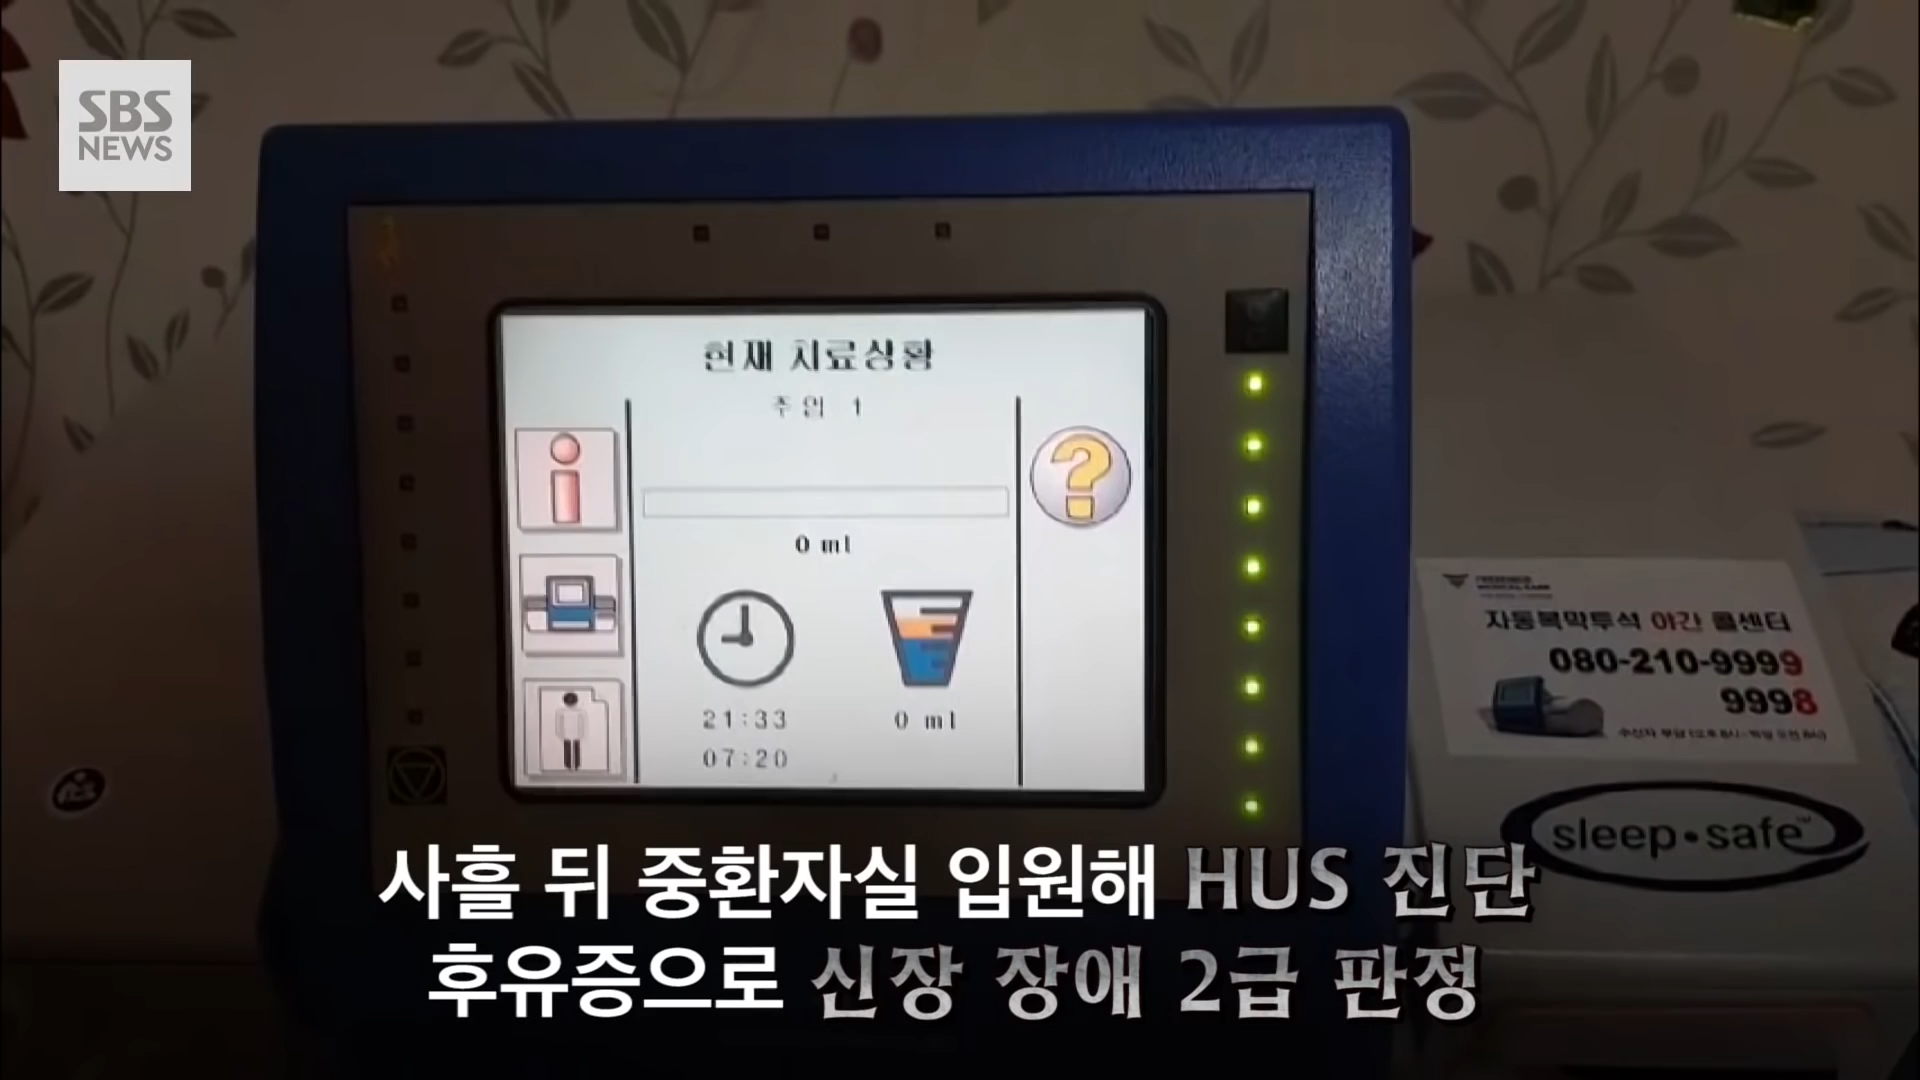 SBS
NEWS
현재 치료상황
주입 1
0 ml
21:33
07:20
0 ml
자동복막투석 야간 콜센터
080-210-9999
9998
sleep•safe™
사흘 뒤 중환자실 입원해 HUS 진단
후유증으로 신장 장애 2급 판정